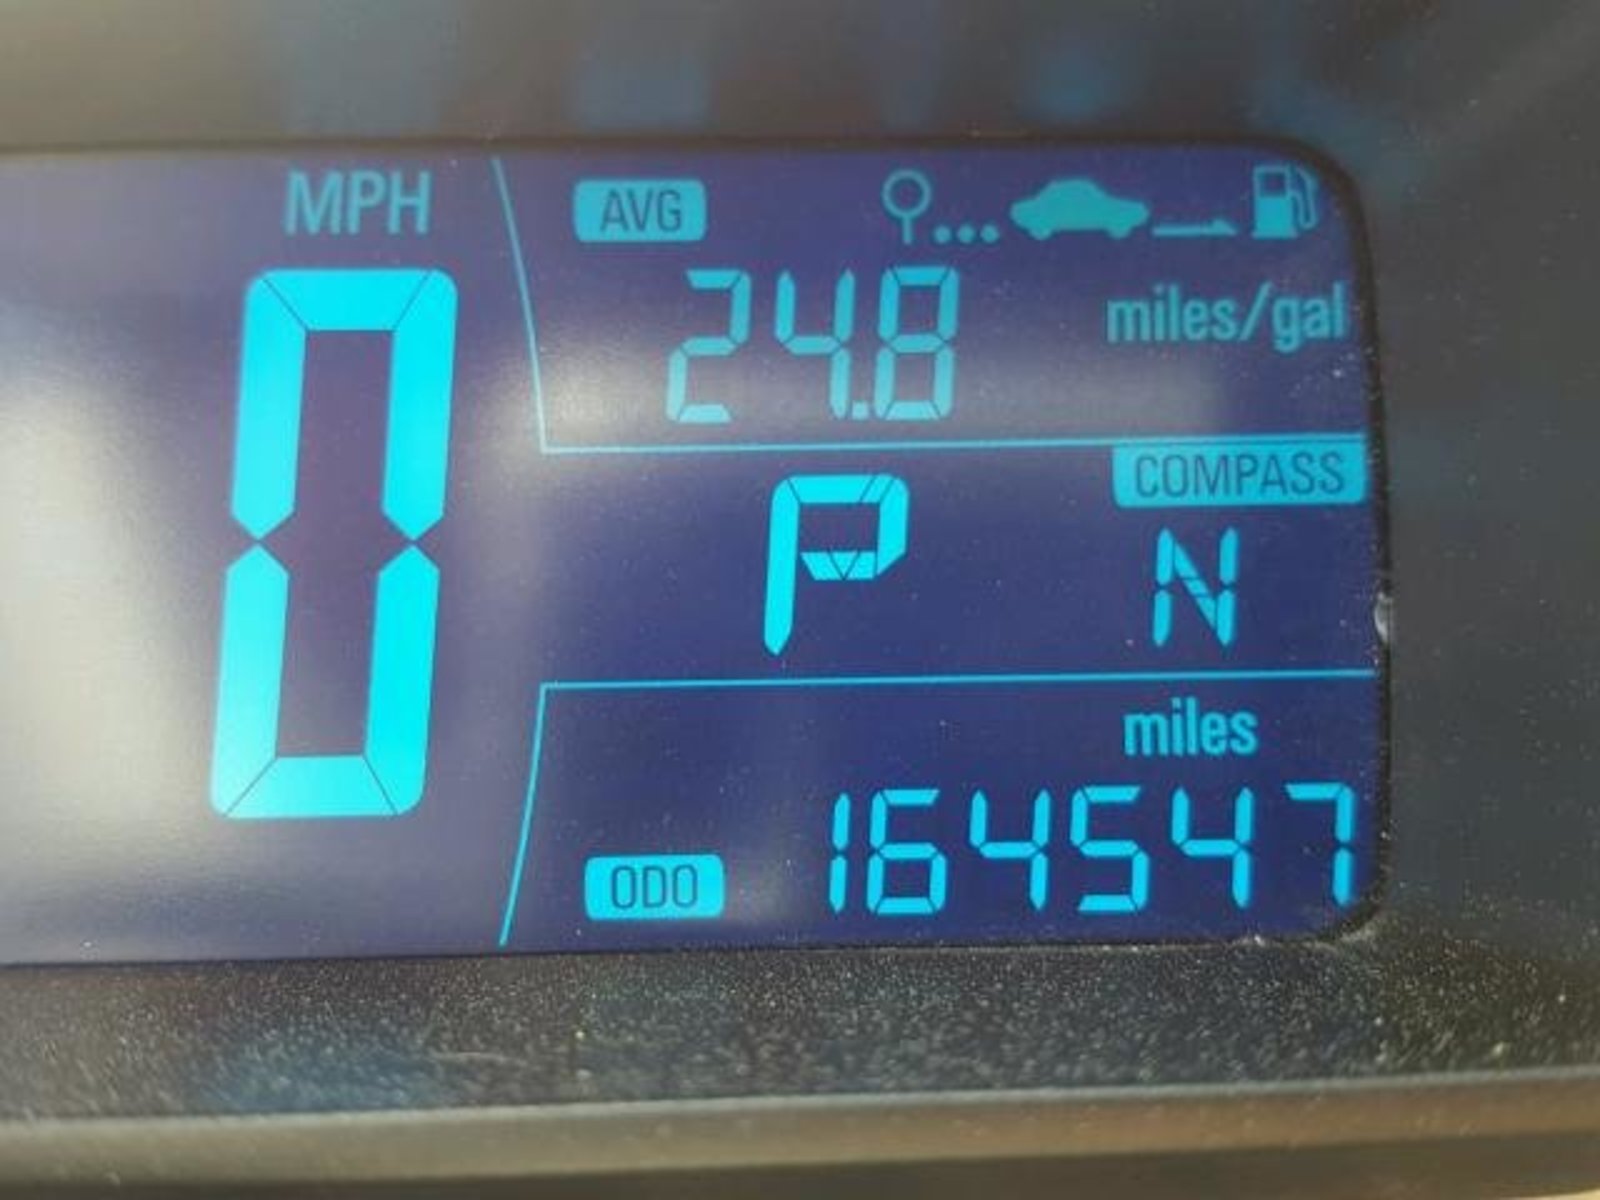 MPH
0
AVG
24.8 miles/gal
COMPASS
P N
miles
ODO 164547